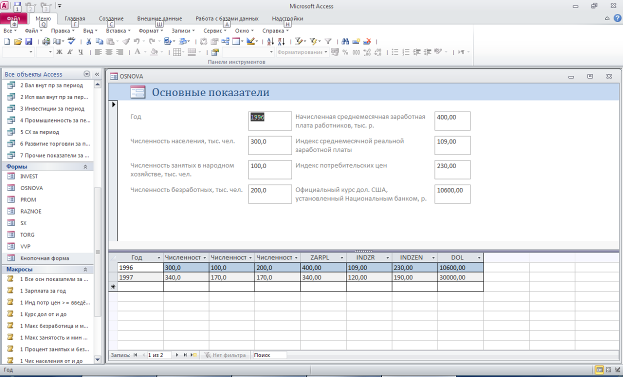 Microsoft Access
Файл Меню Главная Создание Внешние данные Работа с базами данных Надстройки
Все Файл Правка Вид Вставка Формат Записи Сервис Окно Справка
Форматирование
Панели инструментов
Все объекты Access
2 Вал внут пр за период
2 Исп вал внут пр за пер...
3 Инвестиции за период
4 Промышленность за пе...
5 СХ за период
6 Развитие торговли за п...
7 Прочие показатели за ...
Формы
INVEST
OSNOVA
PROM
RAZNOE
SX
TORG
VVP
Кнопочная форма
Макросы
1 Все осн показатели за ...
1 Зарплата за год
1 Инд потр цен >= введё...
1 Курс дол от и до
1 Макс безработица и м...
1 Макс занятость и мин ...
1 Процент занятых и без...
1 Чис населения от и до
OSNOVA
Основные показатели
Год 1996
Начисленная среднемесячная заработная плата работников, тыс. р. 400,00
Численность населения, тыс. чел. 300,0
Индекс среднемесячной реальной заработной платы 109,00
Численность занятых в народном хозяйстве, тыс. чел. 100,0
Индекс потребительских цен 230,00
Численность безработных, тыс. чел. 200,0
Официальный курс дол. США, установленный Национальным банком, р. 10600,00
Год Численност Численност Численност ZARPL INDZR INDZEN DOL
1996 300,0 100,0 200,0 400,00 109,00 230,00 10600,00
1997 340,0 170,0 170,0 340,00 120,00 190,00 30000,00
Запись: 1 из 2 Нет фильтра Поиск
Год